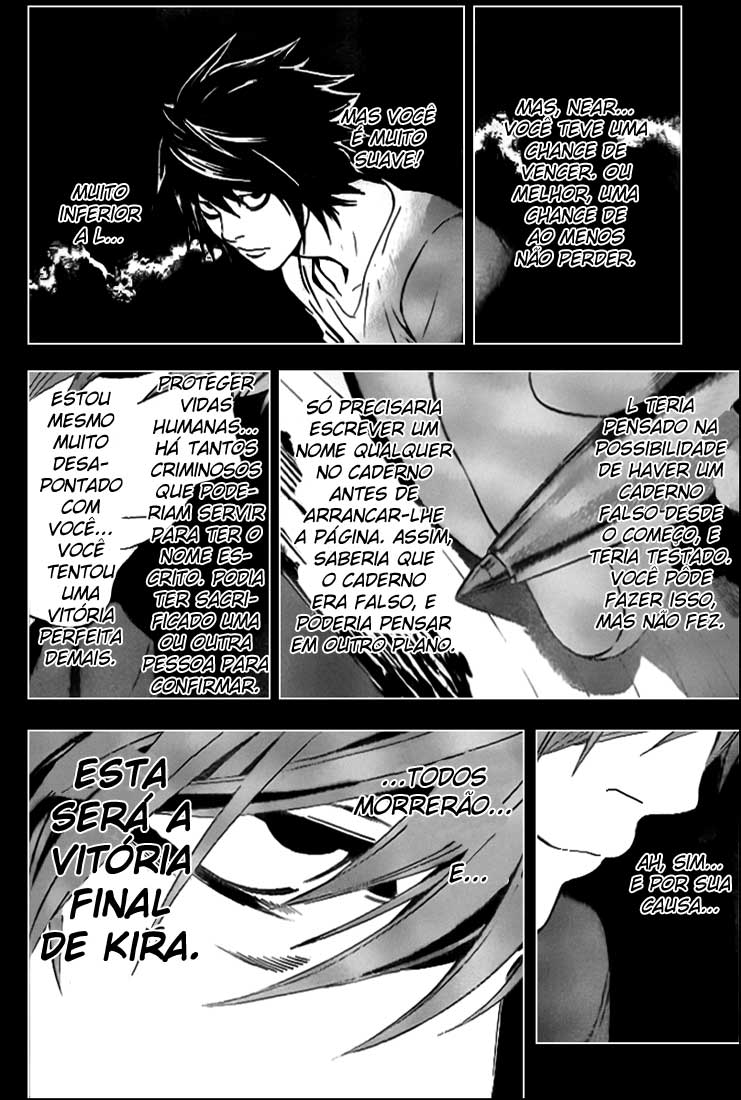 MAS, NEAR...
VOCÊ TEVE UMA
CHANCE DE
VENCER. OU
MELHOR, UMA
CHANCE DE
AO MENOS
NÃO PERDER.
MAS VOCÊ
É MUITO
SUAVE!
MUITO
INFERIOR
A L...
L TERIA
PENSADO NA
POSSIBILIDADE
DE HAVER UM
CADERNO
FALSO DESDE
O COMEÇO, E
TERIA TESTADO.
VOCÊ PÔDE
FAZER ISSO,
MAS NÃO FEZ.
SÓ PRECISARIA
ESCREVER UM
NOME QUALQUER
NO CADERNO
ANTES DE
ARRANCAR-LHE
A PÁGINA. ASSIM,
SABERIA QUE
O CADERNO
ERA FALSO, E
PODERIA PENSAR
EM OUTRO PLANO.
PROTEGER
VIDAS
HUMANAS...
HÁ TANTOS
CRIMINOSOS
QUE PODE-
RIAM SERVIR
PARA TER O
NOME ES-
CRITO. PODIA
TER SACRI-
FICADO UMA
OU OUTRA
PESSOA PARA
CONFIRMAR.
ESTOU
MESMO
MUITO
DESA-
PONTADO
COM
VOCÊ...
VOCÊ
TENTOU
UMA
VITÓRIA
PERFEITA
DEMAIS.
AH, SIM...
E POR SUA
CAUSA...
...TODOS
MORRERÃO...
E...
ESTA
SERÁ A
VITÓRIA
FINAL
DE KIRA.